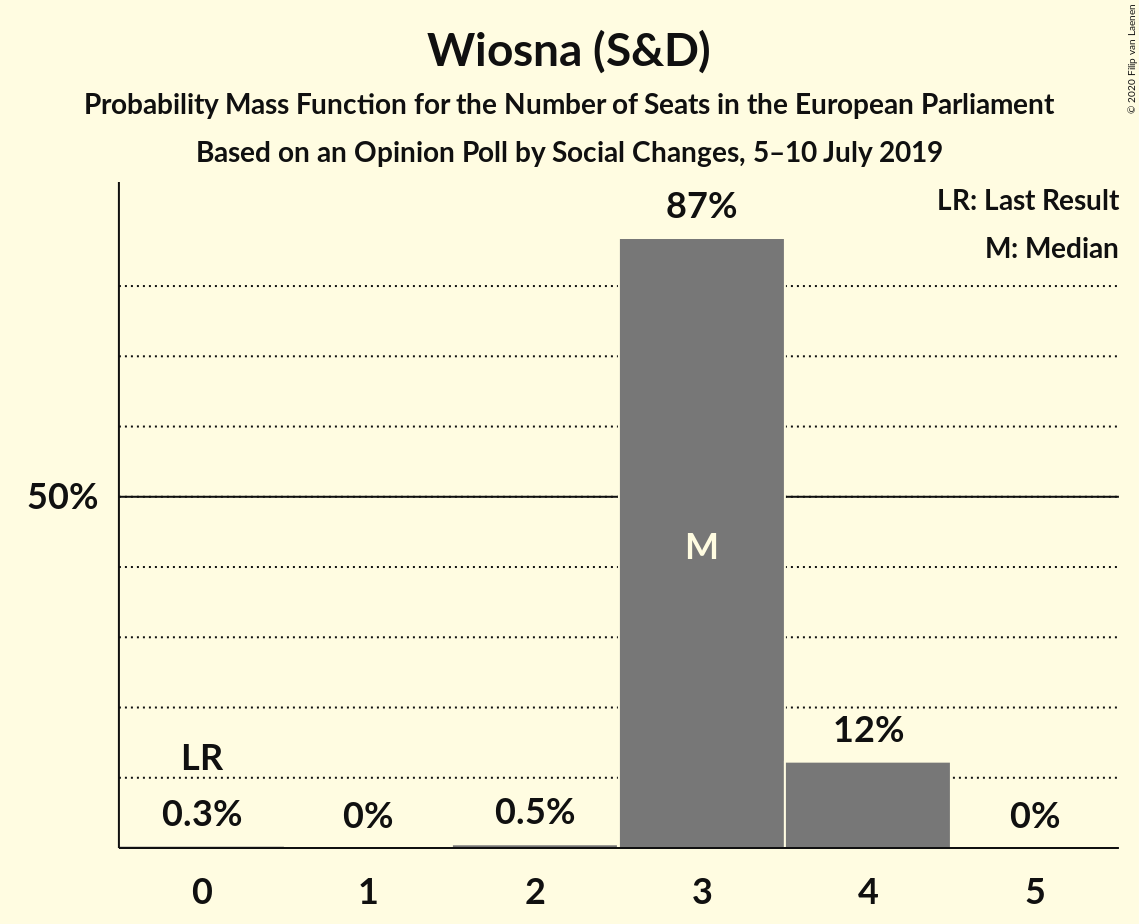 Wiosna (S&D)
Probability Mass Function for the Number of Seats in the European Parliament
Based on an Opinion Poll by Social Changes, 5–10 July 2019
© 2020 Filip van Laenen
LR: Last Result
M: Median
87%
50%
M
12%
LR
0.3%
0%
0.5%
0%
0
1
2
3
4
5